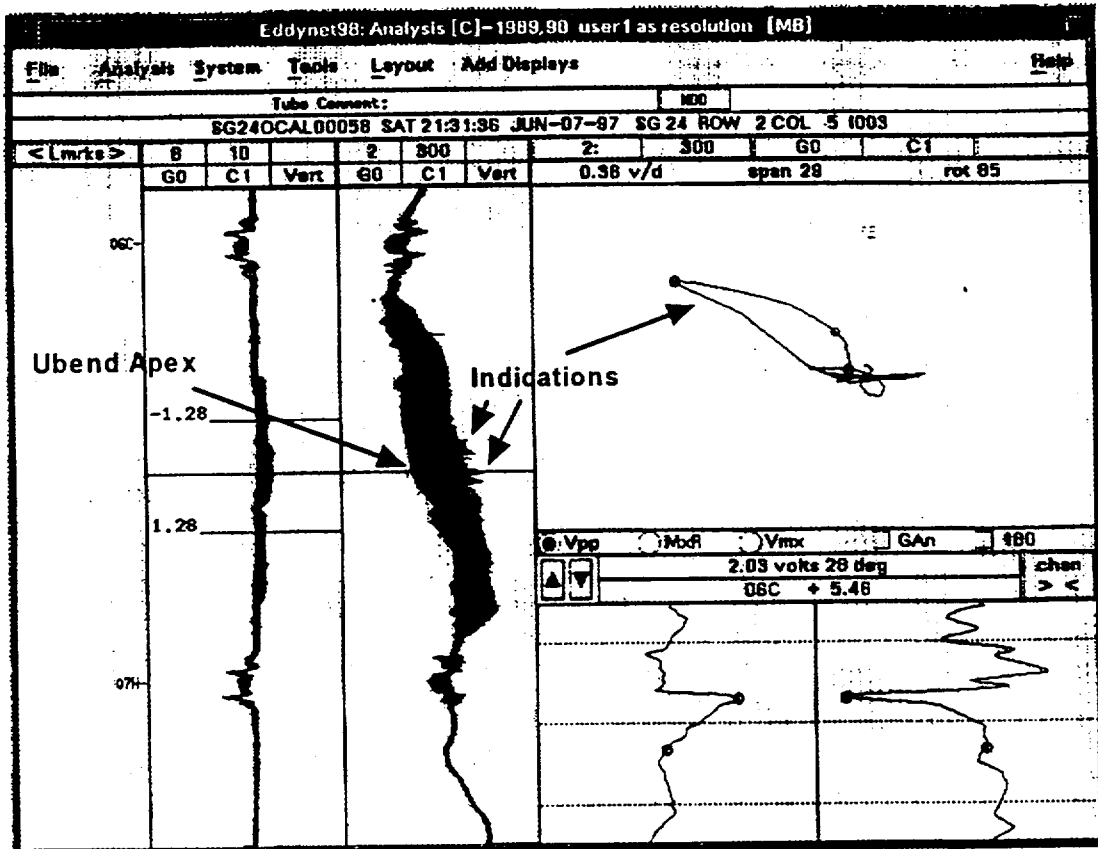 Eddynet98: Analysis [C]-1989,90 user1 as resolution [MB]
File Analysis System Tools Layout Add Displays Help
Tube Comment: NDD
SG24OCAL00058 SAT 21:31:36 JUN-07-97 SG 24 ROW 2 COL 5 I003
< Lmrks > 8 10 2 300 2: 300 G0 C1
G0 C1 Vert G0 C1 Vert 0.36 v/d span 29 rot 85
06C
Ubend Apex
Indications
-1.28
1.28
Vpp MxR Vmx GAn 180
2.03 volts 28 deg chan
06C + 5.46 > <
07H